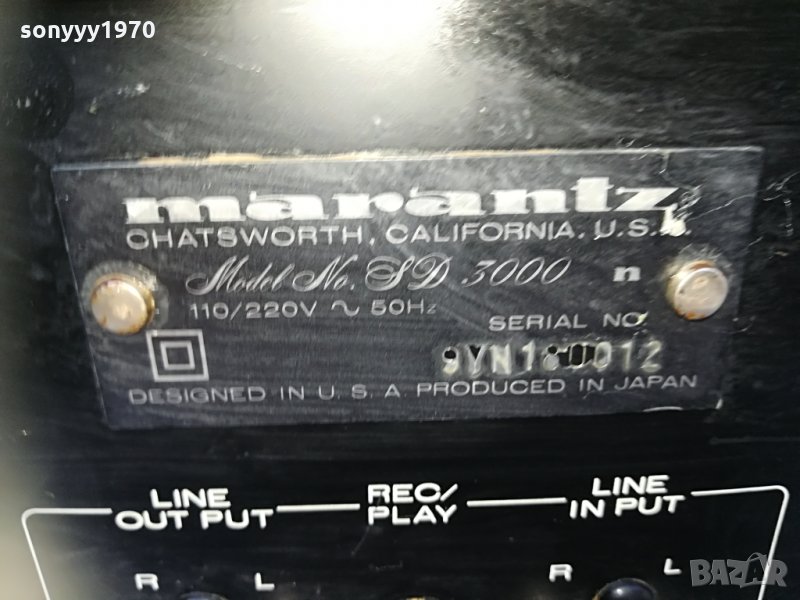 sonyyy1970
marantz
CHATSWORTH, CALIFORNIA, U.S.
Model No. SD 3000 n
110/220V ~ 50Hz
SERIAL NO
DESIGNED IN U. S. A PRODUCED IN JAPAN
LINE OUT PUT
REC/ PLAY
LINE IN PUT
R L R L
BAZAR